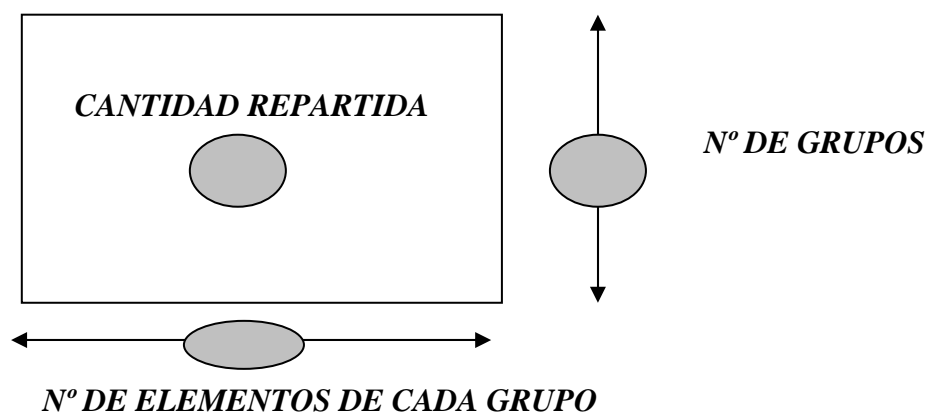 CANTIDAD REPARTIDA
Nº DE GRUPOS
Nº DE ELEMENTOS DE CADA GRUPO